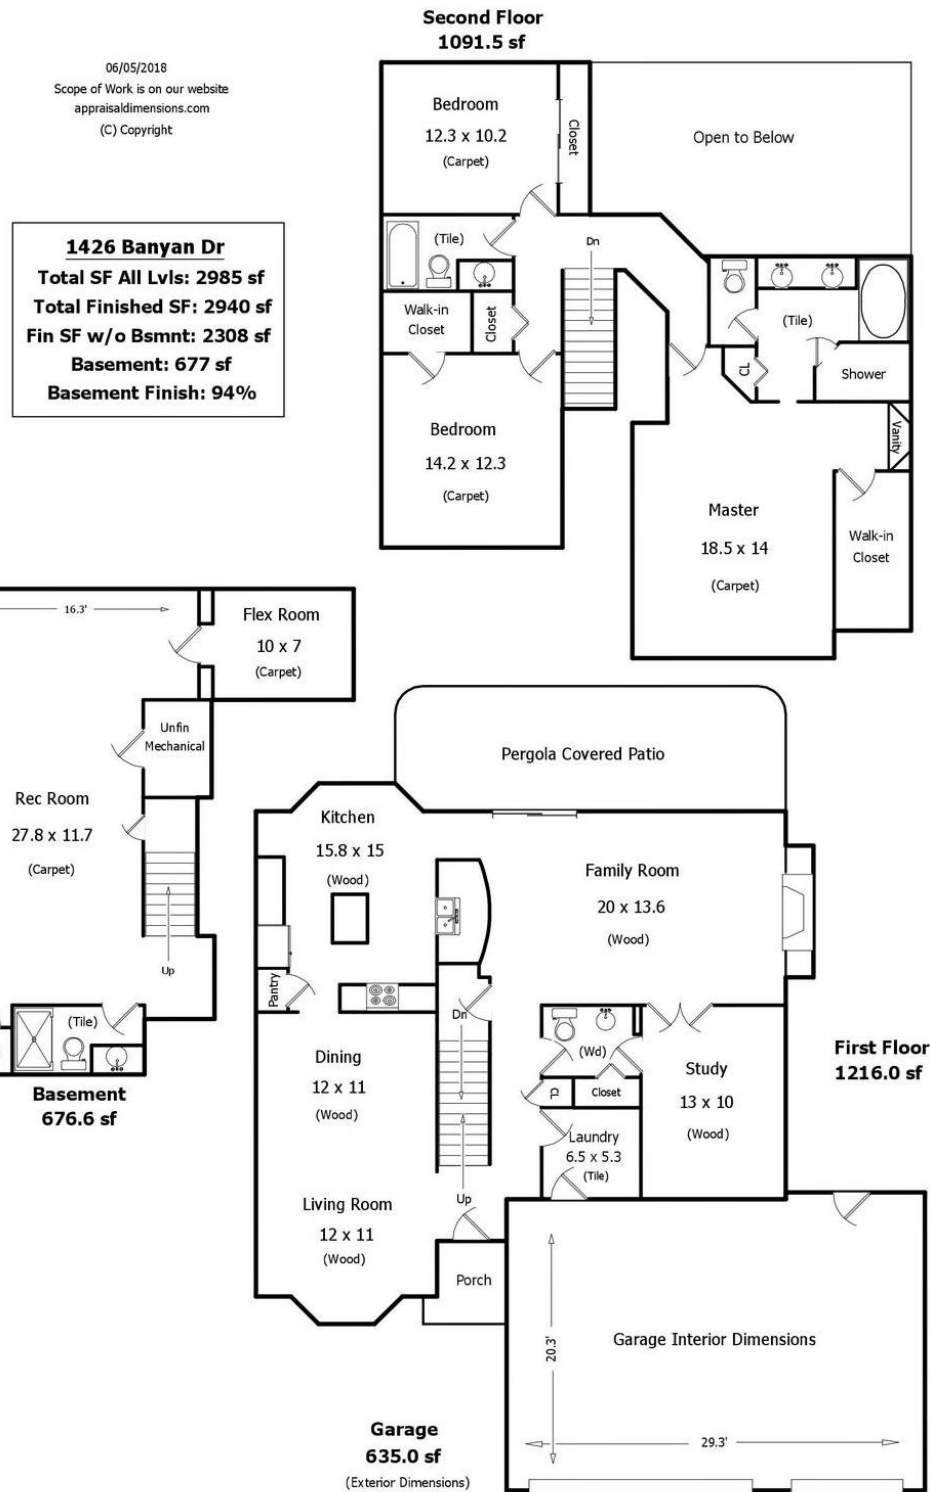 Second Floor
1091.5 sf
06/05/2018
Scope of Work is on our website
appraisaldimensions.com
(C) Copyright
1426 Banyan Dr
Total SF All Lvls: 2985 sf
Total Finished SF: 2940 sf
Fin SF w/o Bsmnt: 2308 sf
Basement: 677 sf
Basement Finish: 94%
Bedroom
12.3 x 10.2
(Carpet)
Closet
Open to Below
(Tile)
Dn
Walk-in
Closet
Closet
(Tile)
CL
Shower
Vanity
Bedroom
14.2 x 12.3
(Carpet)
Master
18.5 x 14
(Carpet)
Walk-in
Closet
16.3'
Flex Room
10 x 7
(Carpet)
Unfin
Mechanical
Rec Room
27.8 x 11.7
(Carpet)
Up
(Tile)
Basement
676.6 sf
Pergola Covered Patio
Kitchen
15.8 x 15
(Wood)
Family Room
20 x 13.6
(Wood)
Pantry
Dn
Dining
12 x 11
(Wood)
(Wd)
Study
13 x 10
(Wood)
CL
Closet
Laundry
6.5 x 5.3
(Tile)
First Floor
1216.0 sf
Living Room
12 x 11
(Wood)
Up
Porch
Garage Interior Dimensions
20.3'
29.3'
Garage
635.0 sf
(Exterior Dimensions)